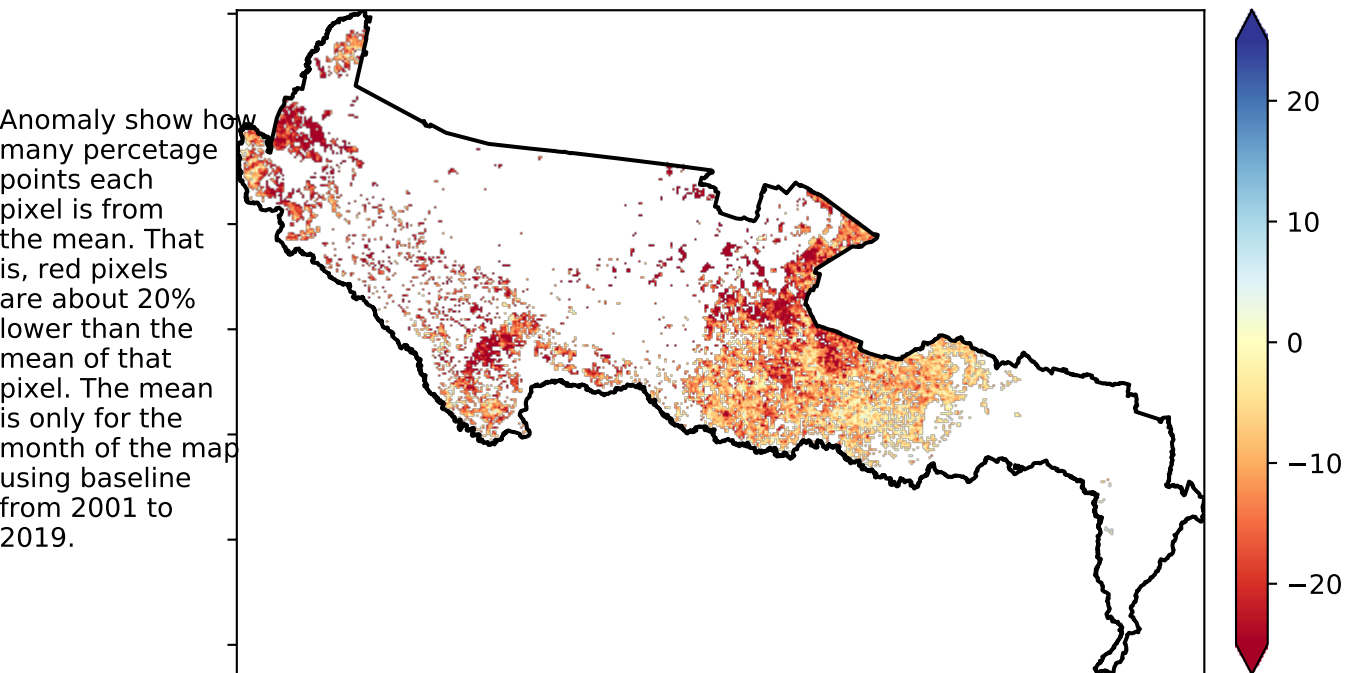 Anomaly show how
many percetage
points each
pixel is from
the mean. That
is, red pixels
are about 20%
lower than the
mean of that
pixel. The mean
is only for the
month of the map
using baseline
from 2001 to
2019.
20
10
0
−10
−20